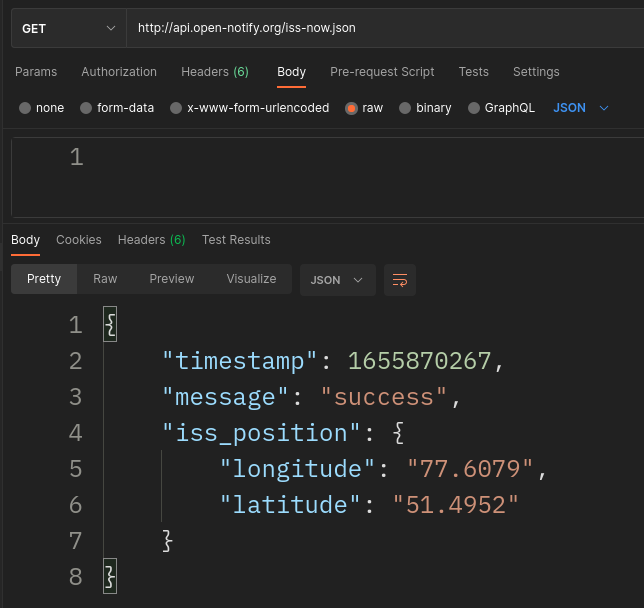 GET http://api.open-notify.org/iss-now.json
Params Authorization Headers (6) Body Pre-request Script Tests Settings
none form-data x-www-form-urlencoded raw binary GraphQL JSON
1
Body Cookies Headers (6) Test Results
Pretty Raw Preview Visualize JSON
1 {
2 "timestamp": 1655870267,
3 "message": "success",
4 "iss_position": {
5 "longitude": "77.6079",
6 "latitude": "51.4952"
7 }
8 }